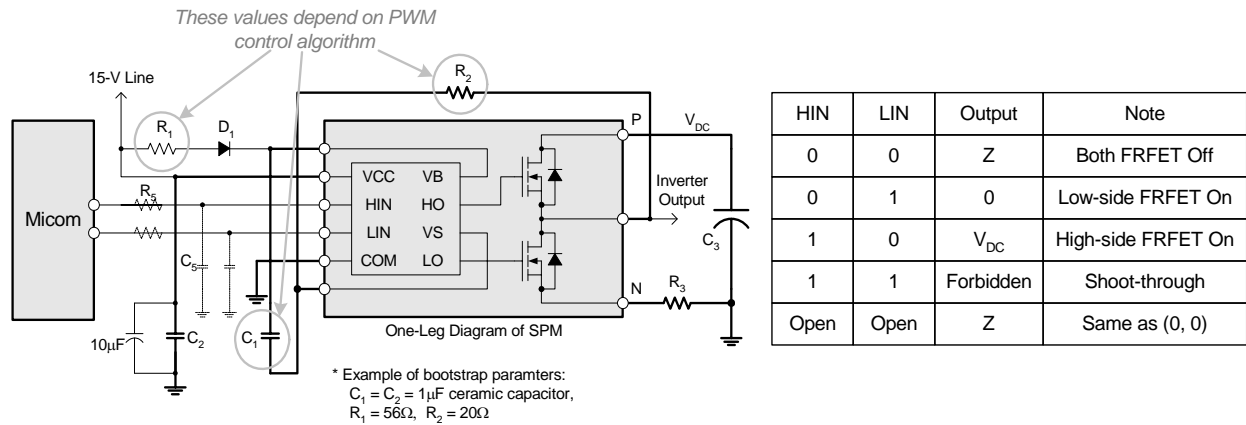 These values depend on PWM
control algorithm
R2
15-V Line
R1
D1
P
VDC
VCC
VB
R5
HIN
HO
Inverter
Output
Micom
LIN
VS
C3
C5
COM
LO
N
R3
One-Leg Diagram of SPM
10μF
C2
C1
* Example of bootstrap paramters:
C1 = C2 = 1μF ceramic capacitor,
R1 = 56Ω, R2 = 20Ω
HIN LIN Output Note
0 0 Z Both FRFET Off
0 1 0 Low-side FRFET On
1 0 VDC High-side FRFET On
1 1 Forbidden Shoot-through
Open Open Z Same as (0, 0)